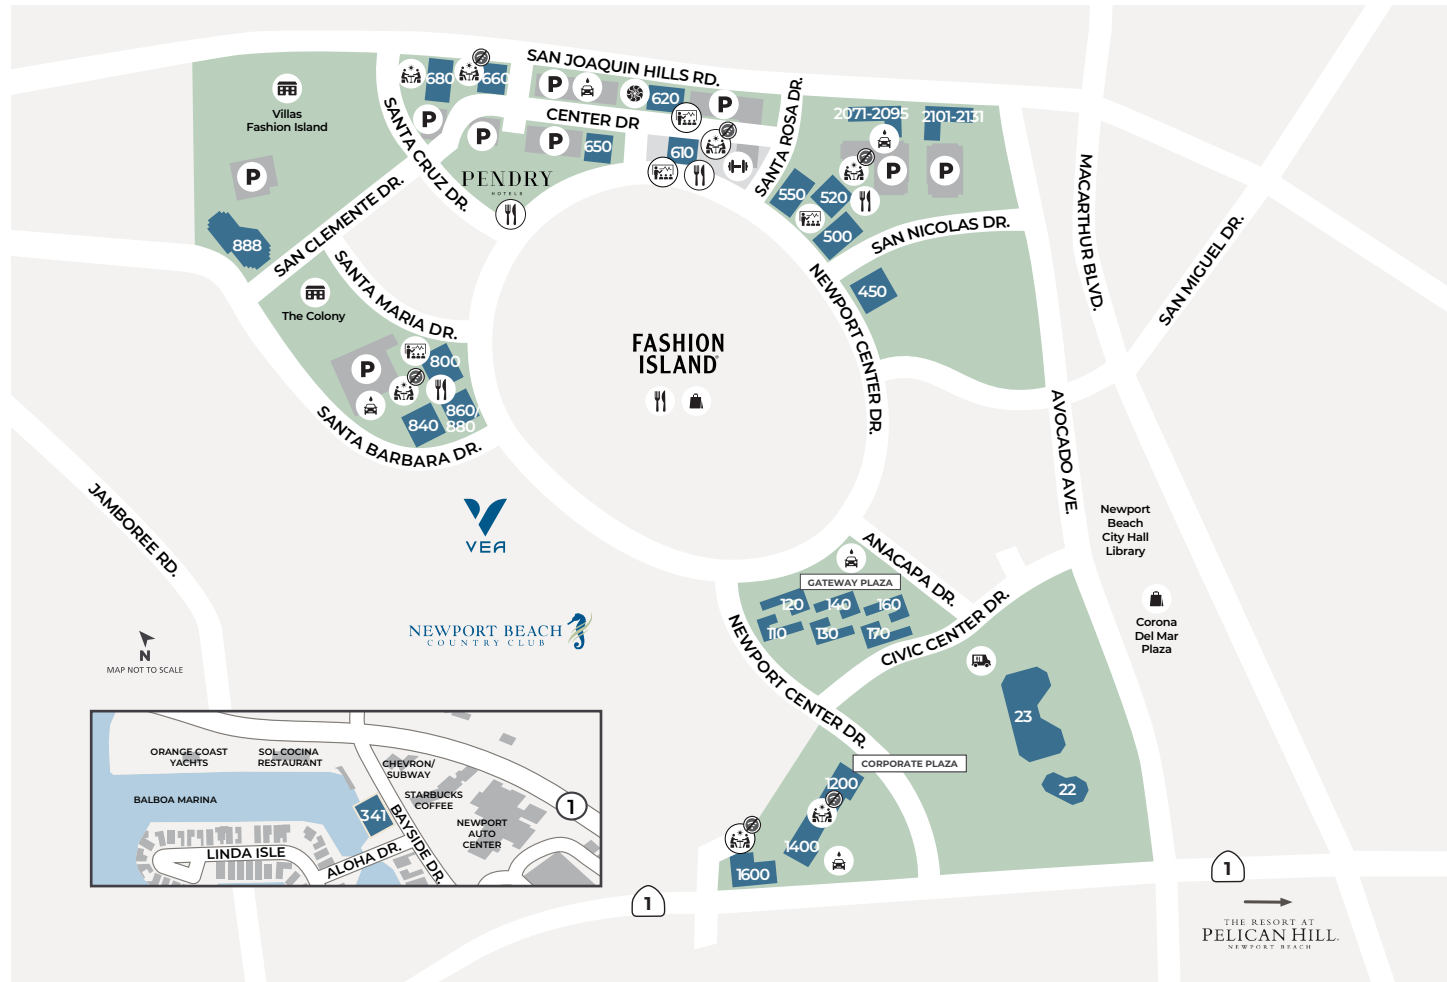 SAN JOAQUIN HILLS RD.
680
660
P
P
620
P
CENTER DR
SANTA CRUZ DR.
P
P
P
650
610
SANTA ROSA DR.
2071-2095
2101-2131
P
P
550
520
500
SAN NICOLAS DR.
450
MACARTHUR BLVD.
SAN MIGUEL DR.
Villas
Fashion Island
P
888
SAN CLEMENTE DR.
PENDRY
HOTELS
SANTA MARIA DR.
The Colony
P
800
860/
880
840
SANTA BARBARA DR.
FASHION
ISLAND®
NEWPORT CENTER DR.
AVOCADO AVE.
JAMBOREE RD.
VEA
NEWPORT BEACH
COUNTRY CLUB
N
MAP NOT TO SCALE
Newport
Beach
City Hall
Library
Corona
Del Mar
Plaza
ANACAPA DR.
GATEWAY PLAZA
120
140
160
110
130
170
CIVIC CENTER DR.
NEWPORT CENTER DR.
23
22
CORPORATE PLAZA
1200
1400
1600
1
1
THE RESORT AT
PELICAN HILL®
NEWPORT BEACH
ORANGE COAST
YACHTS
SOL COCINA
RESTAURANT
CHEVRON/
SUBWAY
BALBOA MARINA
STARBUCKS
COFFEE
341
BAYSIDE DR.
NEWPORT
AUTO
CENTER
1
LINDA ISLE
ALOHA DR.